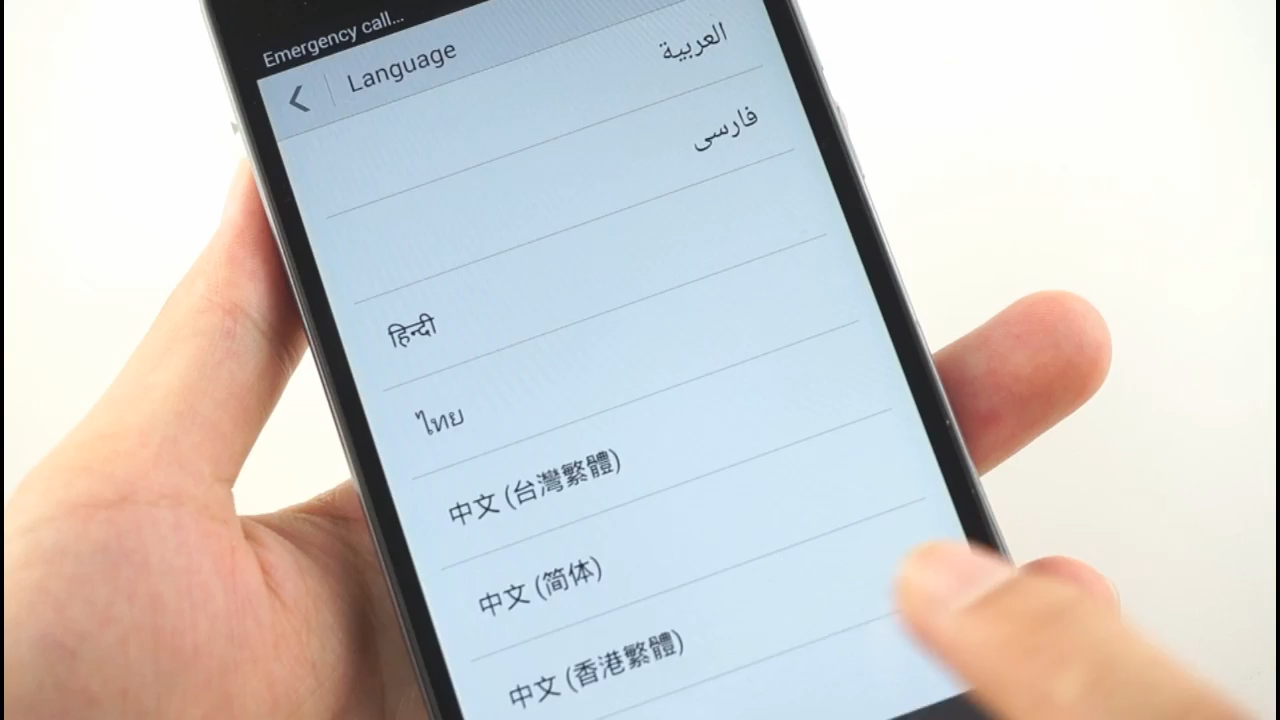 Emergency call...
Language
العربية
فارسی
हिन्दी
ไทย
中文 (台灣繁體)
中文 (简体)
中文 (香港繁體)